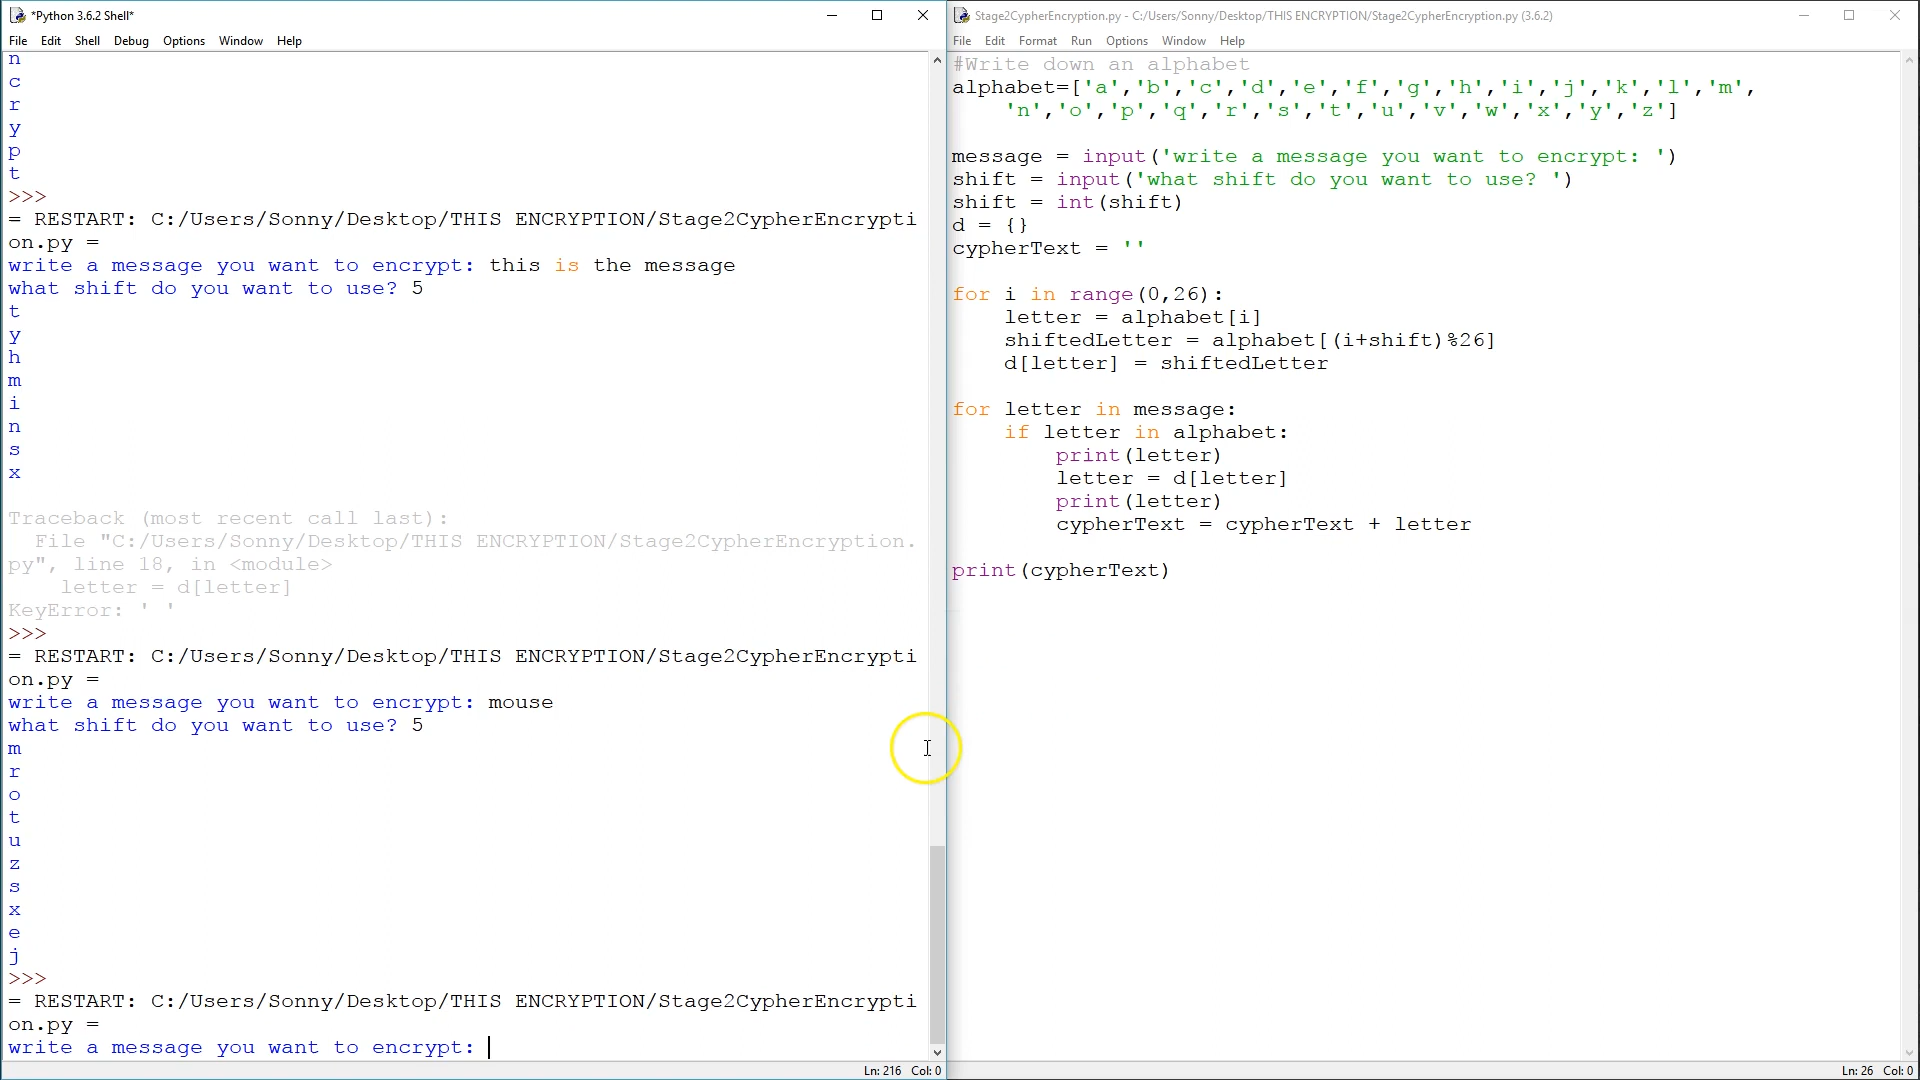 *Python 3.6.2 Shell*
File Edit Shell Debug Options Window Help
n
c
r
y
p
t
>>>
= RESTART: C:/Users/Sonny/Desktop/THIS ENCRYPTION/Stage2CypherEncrypti
on.py =
write a message you want to encrypt: this is the message
what shift do you want to use? 5
t
y
h
m
i
n
s
x
Traceback (most recent call last):
  File "C:/Users/Sonny/Desktop/THIS ENCRYPTION/Stage2CypherEncryption.
py", line 18, in <module>
    letter = d[letter]
KeyError: ' '
>>>
= RESTART: C:/Users/Sonny/Desktop/THIS ENCRYPTION/Stage2CypherEncrypti
on.py =
write a message you want to encrypt: mouse
what shift do you want to use? 5
m
r
o
t
u
z
s
x
e
j
>>>
= RESTART: C:/Users/Sonny/Desktop/THIS ENCRYPTION/Stage2CypherEncrypti
on.py =
write a message you want to encrypt:
Ln: 216 Col: 0
Stage2CypherEncryption.py - C:/Users/Sonny/Desktop/THIS ENCRYPTION/Stage2CypherEncryption.py (3.6.2)
File Edit Format Run Options Window Help
#Write down an alphabet
alphabet=['a','b','c','d','e','f','g','h','i','j','k','l','m',
    'n','o','p','q','r','s','t','u','v','w','x','y','z']
message = input('write a message you want to encrypt: ')
shift = input('what shift do you want to use? ')
shift = int(shift)
d = {}
cypherText = ''
for i in range(0,26):
    letter = alphabet[i]
    shiftedLetter = alphabet[(i+shift)%26]
    d[letter] = shiftedLetter
for letter in message:
    if letter in alphabet:
        print(letter)
        letter = d[letter]
        print(letter)
        cypherText = cypherText + letter
print(cypherText)
Ln: 26 Col: 0